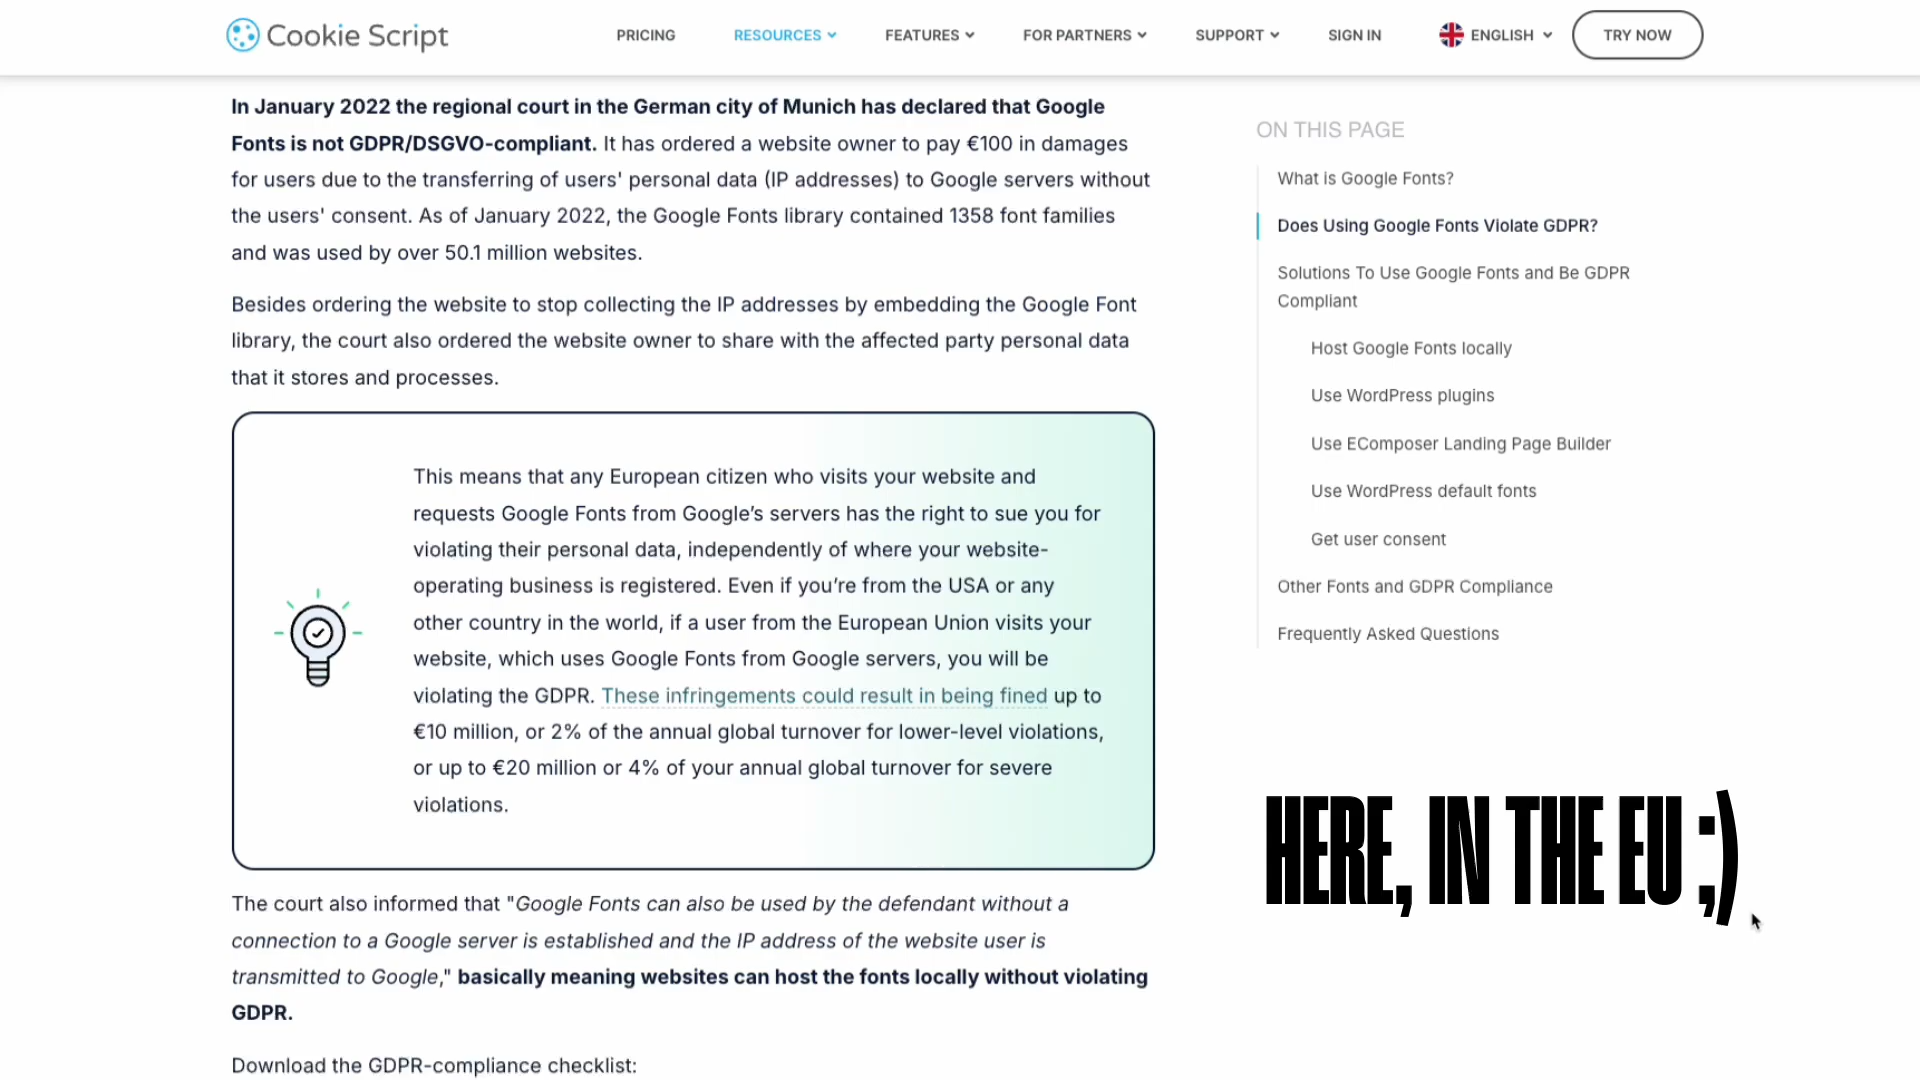 Cookie Script
PRICING
RESOURCES
FEATURES
FOR PARTNERS
SUPPORT
SIGN IN
ENGLISH
TRY NOW
In January 2022 the regional court in the German city of Munich has declared that Google
Fonts is not GDPR/DSGVO-compliant. It has ordered a website owner to pay €100 in damages
for users due to the transferring of users' personal data (IP addresses) to Google servers without
the users' consent. As of January 2022, the Google Fonts library contained 1358 font families
and was used by over 50.1 million websites.
Besides ordering the website to stop collecting the IP addresses by embedding the Google Font
library, the court also ordered the website owner to share with the affected party personal data
that it stores and processes.
This means that any European citizen who visits your website and
requests Google Fonts from Google’s servers has the right to sue you for
violating their personal data, independently of where your website-
operating business is registered. Even if you’re from the USA or any
other country in the world, if a user from the European Union visits your
website, which uses Google Fonts from Google servers, you will be
violating the GDPR. These infringements could result in being fined up to
€10 million, or 2% of the annual global turnover for lower-level violations,
or up to €20 million or 4% of your annual global turnover for severe
violations.
The court also informed that "Google Fonts can also be used by the defendant without a
connection to a Google server is established and the IP address of the website user is
transmitted to Google," basically meaning websites can host the fonts locally without violating
GDPR.
Download the GDPR-compliance checklist:
ON THIS PAGE
What is Google Fonts?
Does Using Google Fonts Violate GDPR?
Solutions To Use Google Fonts and Be GDPR
Compliant
Host Google Fonts locally
Use WordPress plugins
Use EComposer Landing Page Builder
Use WordPress default fonts
Get user consent
Other Fonts and GDPR Compliance
Frequently Asked Questions
HERE, IN THE EU ;)